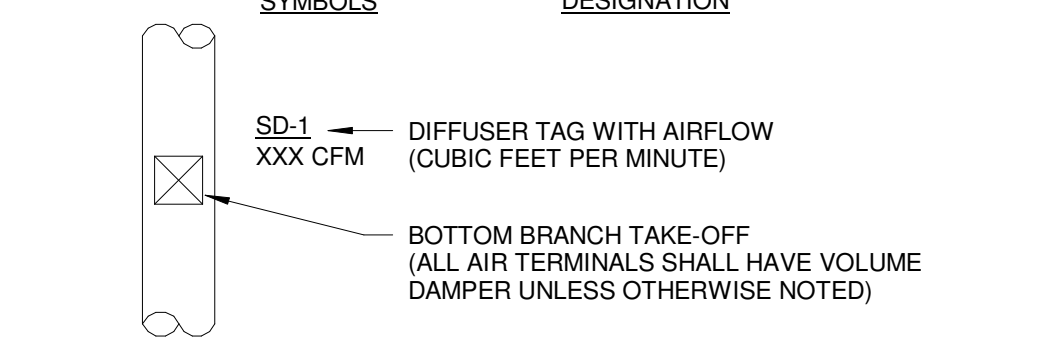 SYMBOLS DESIGNATION
SD-1
XXX CFM
DIFFUSER TAG WITH AIRFLOW
(CUBIC FEET PER MINUTE)
BOTTOM BRANCH TAKE-OFF
(ALL AIR TERMINALS SHALL HAVE VOLUME
DAMPER UNLESS OTHERWISE NOTED)